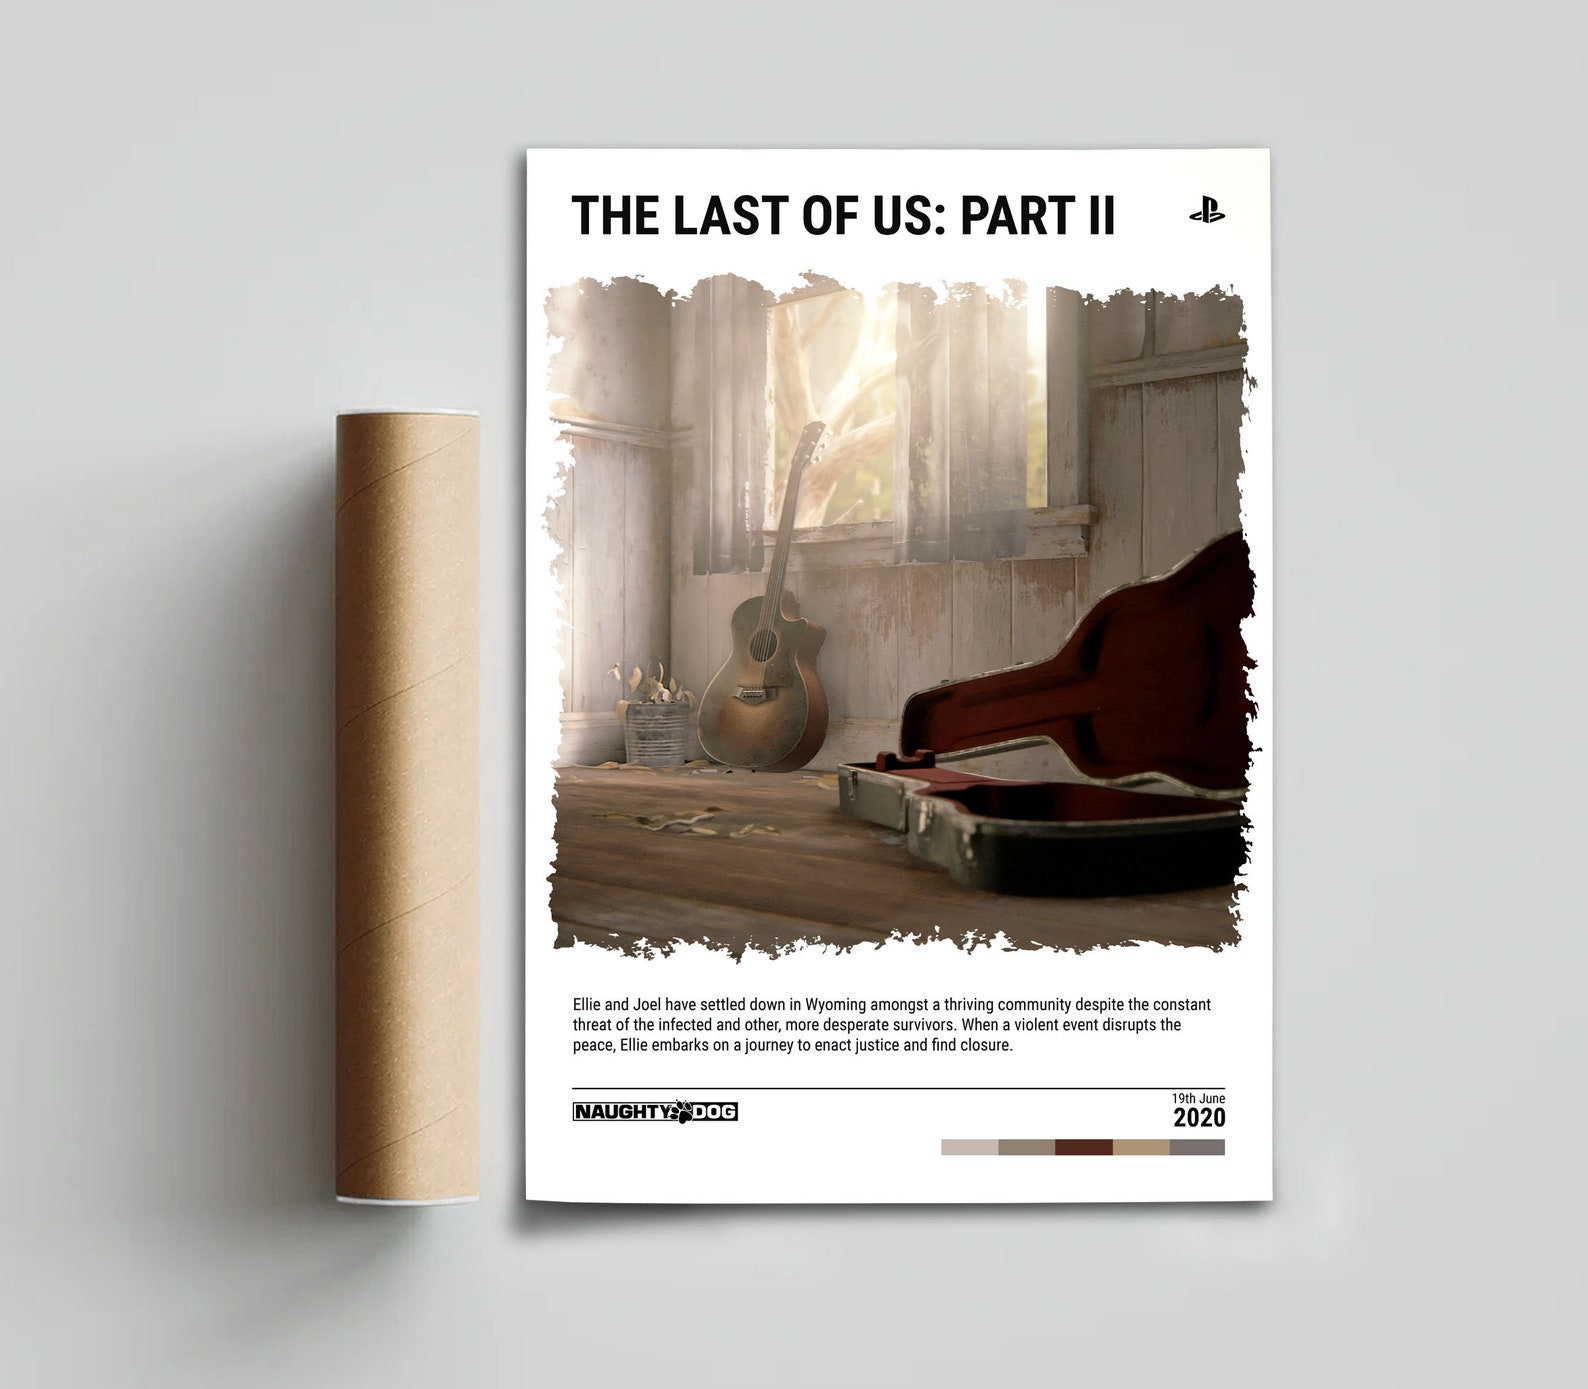 THE LAST OF US: PART II
Ellie and Joel have settled down in Wyoming amongst a thriving community despite the constant
threat of the infected and other, more desperate survivors. When a violent event disrupts the
peace, Ellie embarks on a journey to enact justice and find closure.
NAUGHTY DOG
19th June
2020